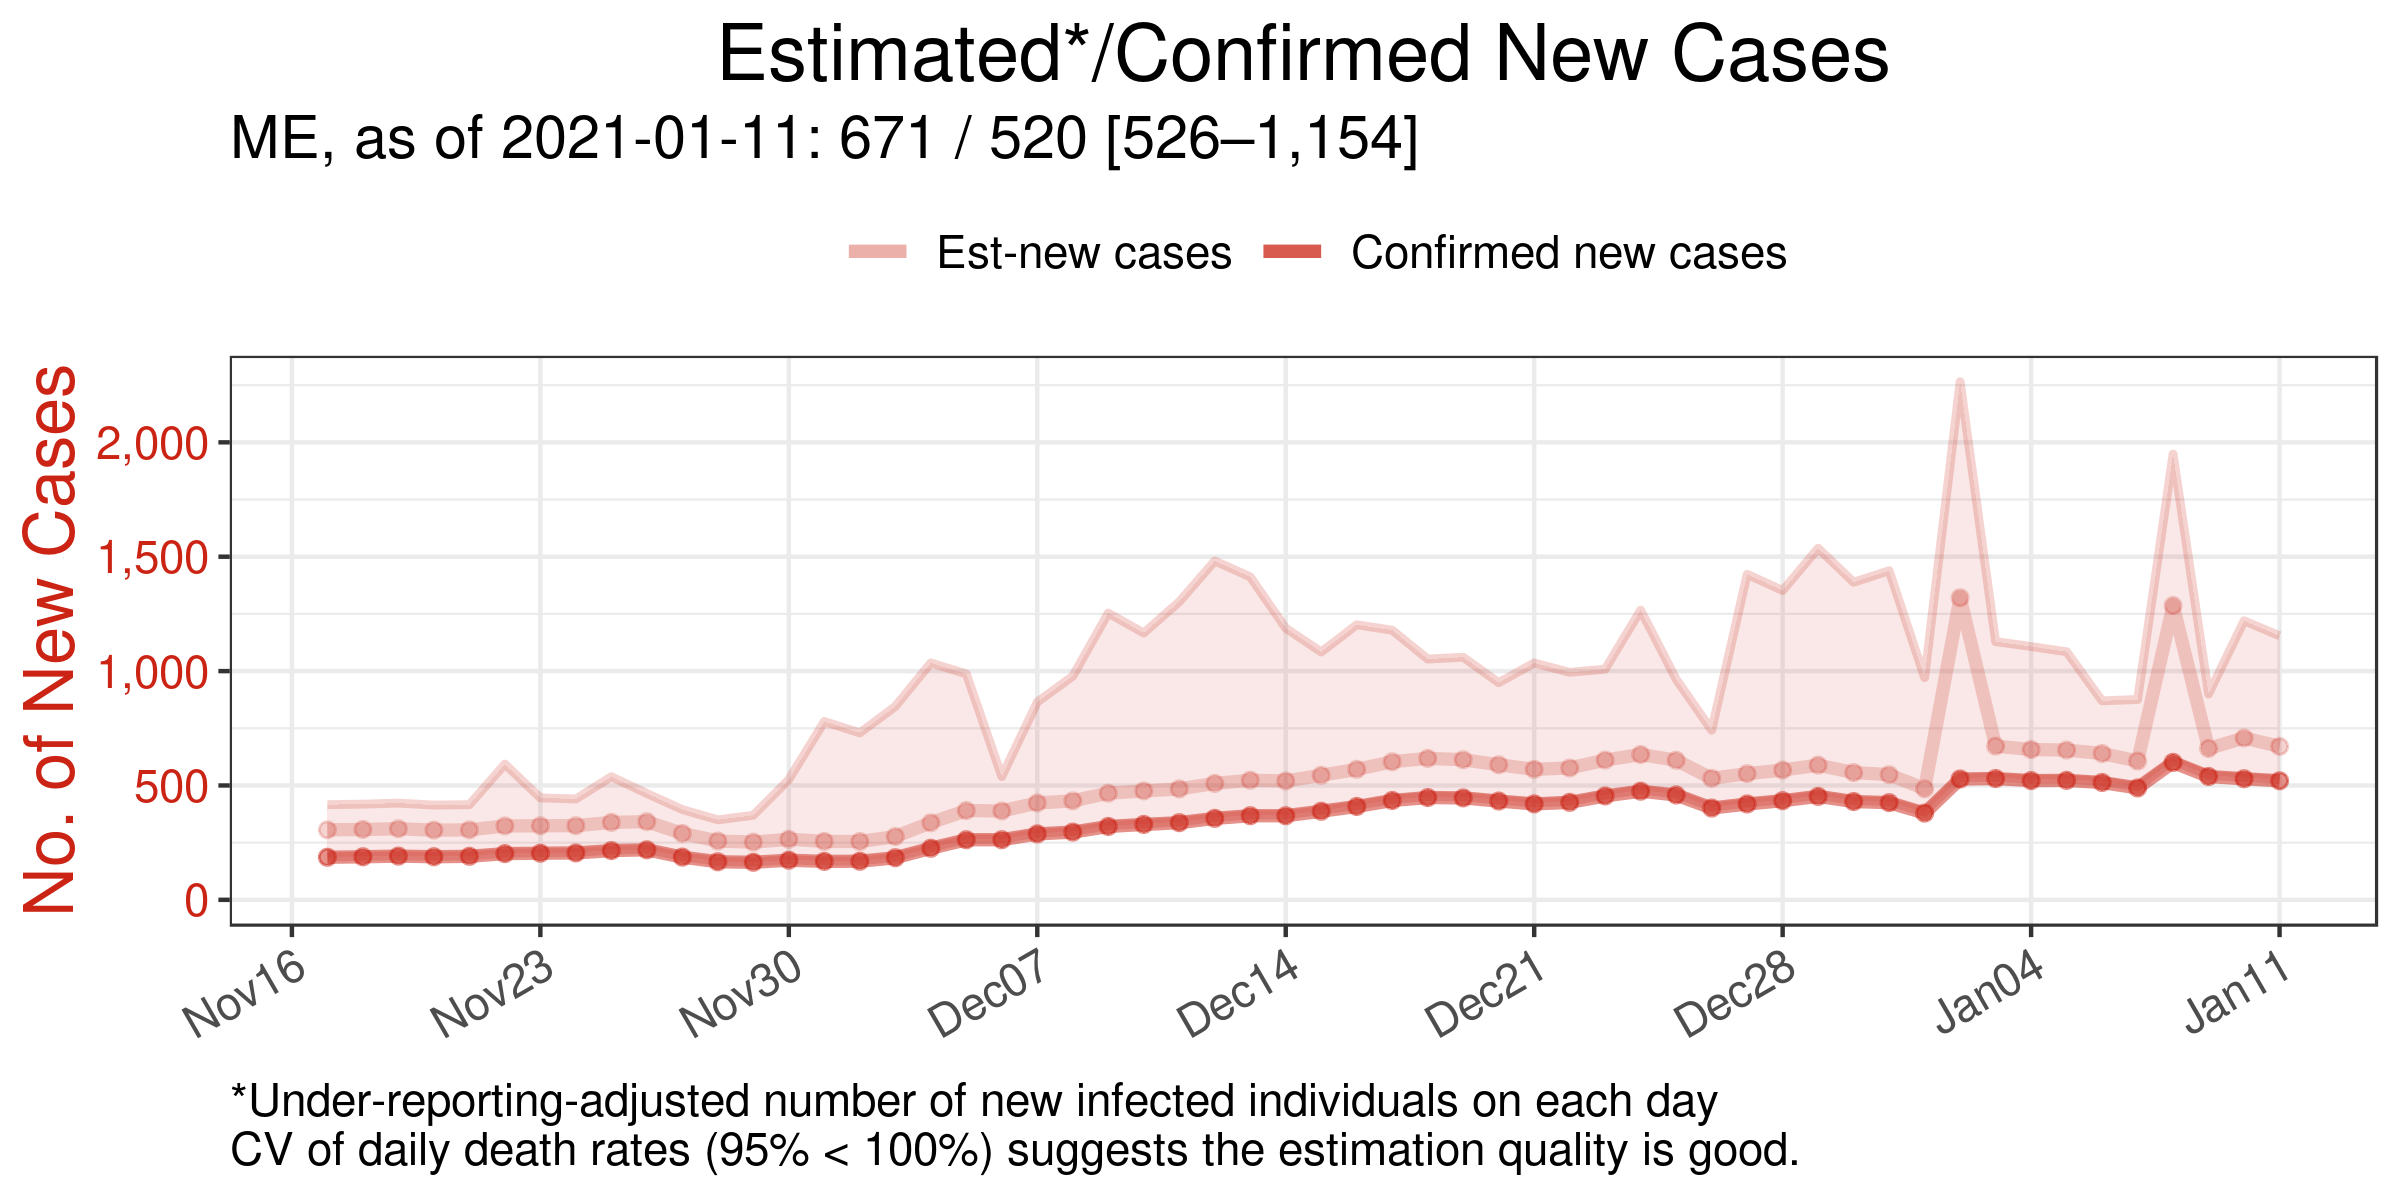 Estimated*/Confirmed New Cases
ME, as of 2021-01-11: 671 / 520 [526–1,154]
Est-new cases
Confirmed new cases
No. of New Cases
2,000
1,500
1,000
500
0
Nov16
Nov23
Nov30
Dec07
Dec14
Dec21
Dec28
Jan04
Jan11
*Under-reporting-adjusted number of new infected individuals on each day
CV of daily death rates (95% < 100%) suggests the estimation quality is good.